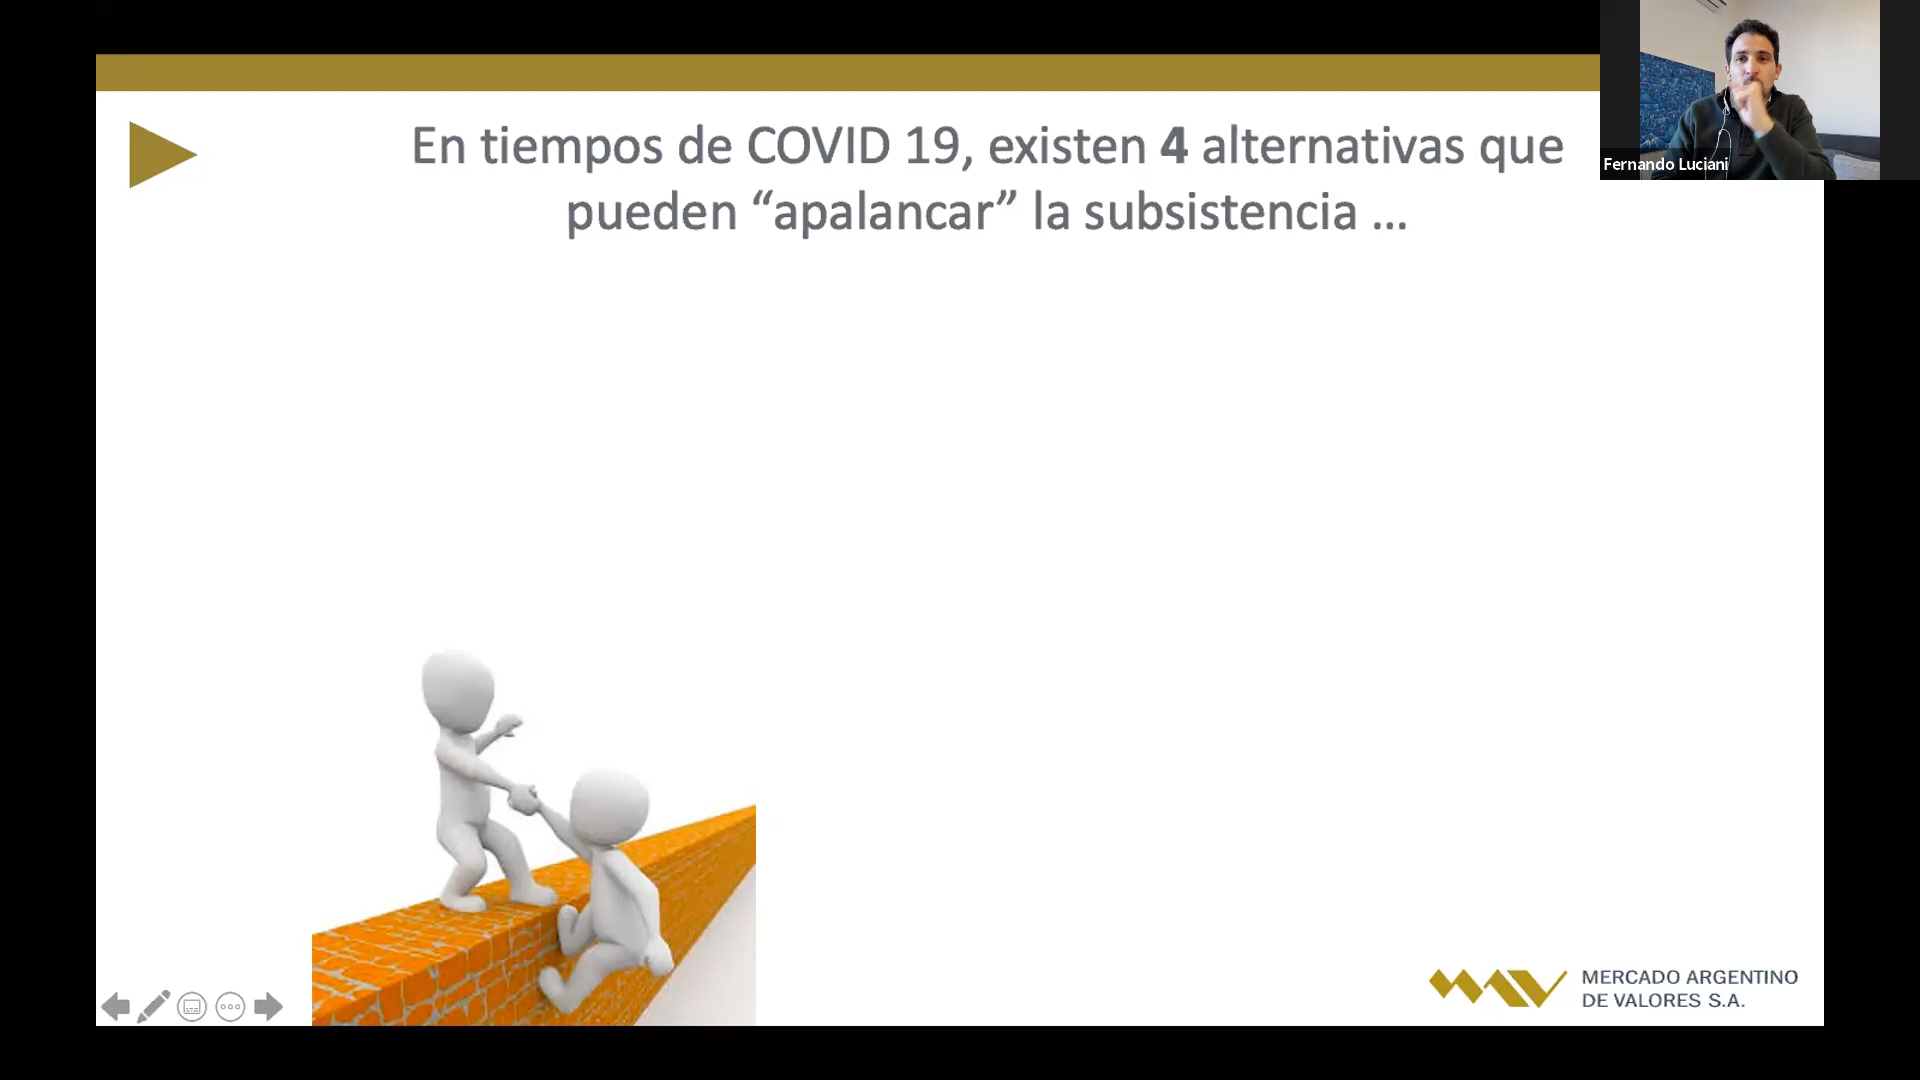 En tiempos de COVID 19, existen 4 alternativas que
pueden “apalancar” la subsistencia ...
Fernando Luciani
MERCADO ARGENTINO
DE VALORES S.A.